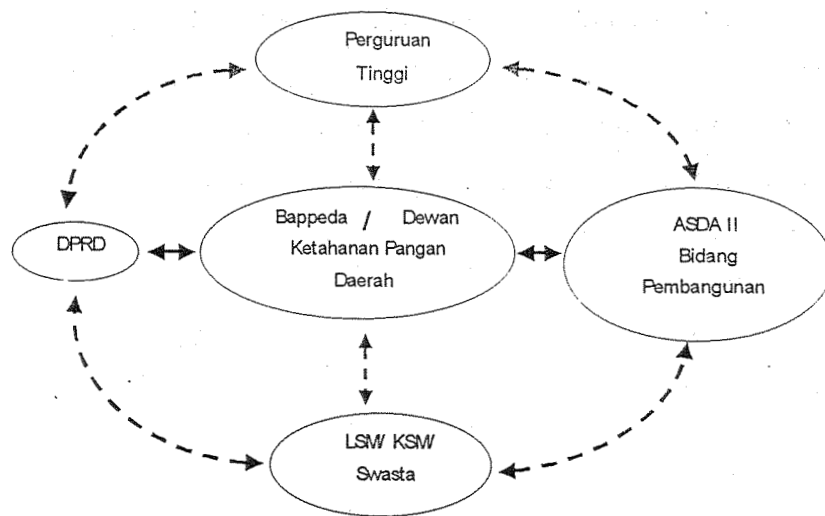 Perguruan
Tinggi
Bappeda / Dewan
Ketahanan Pangan
Daerah
DPRD
ASDA II
Bidang
Pembangunan
LSM/ KSM/
Swasta